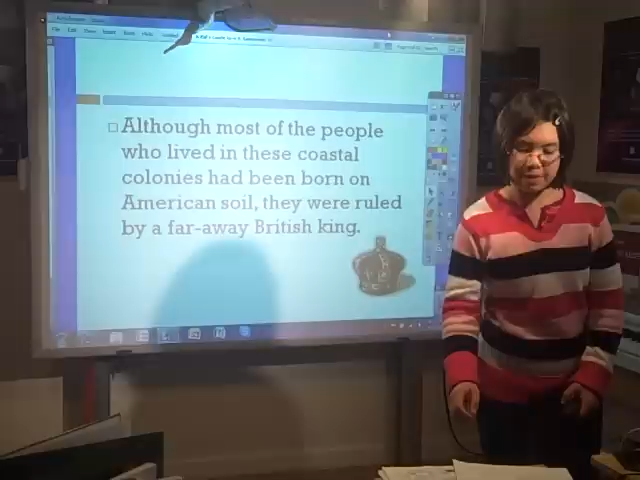 Although most of the people
who lived in these coastal
colonies had been born on
American soil, they were ruled
by a far-away British king.